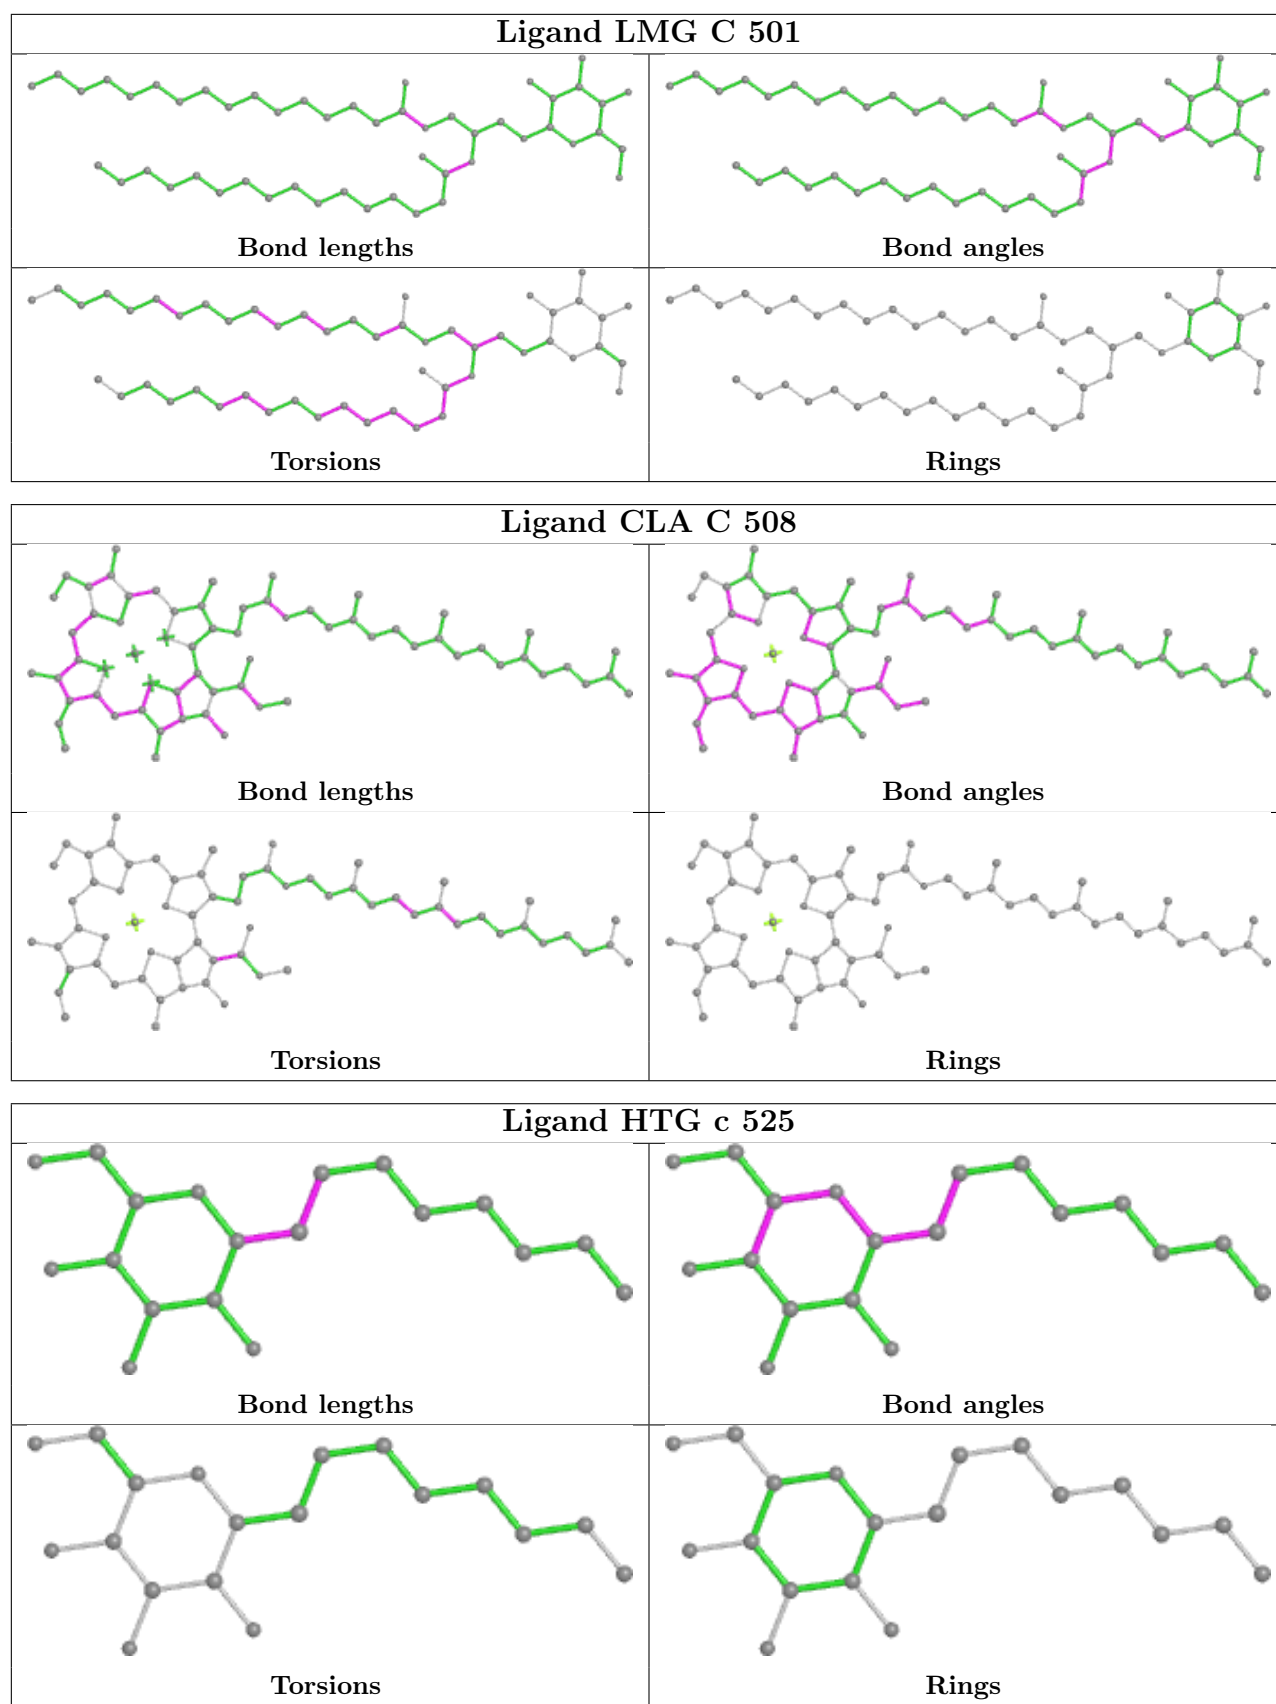 Ligand LMG C 501
Bond lengths
Bond angles
Torsions
Rings
Ligand CLA C 508
Bond lengths
Bond angles
Torsions
Rings
Ligand HTG c 525
Bond lengths
Bond angles
Torsions
Rings